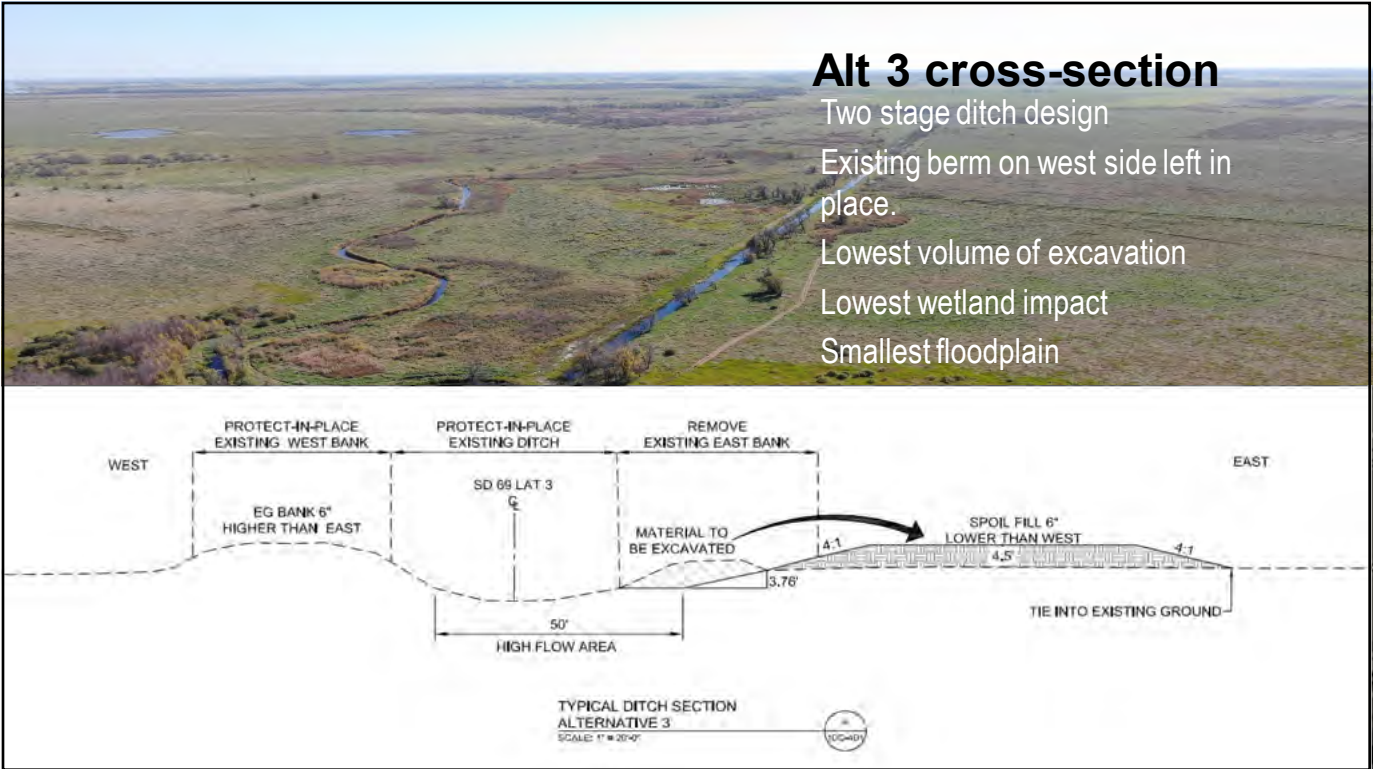 Alt 3 cross-section
Two stage ditch design
Existing berm on west side left in
place.
Lowest volume of excavation
Lowest wetland impact
Smallest floodplain
PROTECT-IN-PLACE
EXISTING WEST BANK
PROTECT-IN-PLACE
EXISTING DITCH
REMOVE
EXISTING EAST BANK
WEST
EAST
SD 69 LAT 3
EG BANK 6"
HIGHER THAN EAST
MATERIAL TO
BE EXCAVATED
SPOIL FILL 6"
LOWER THAN WEST
4:1
4.5'
4:1
3.76'
TIE INTO EXISTING GROUND
50'
HIGH FLOW AREA
TYPICAL DITCH SECTION
ALTERNATIVE 3
SCALE: 1" = 20'-0"